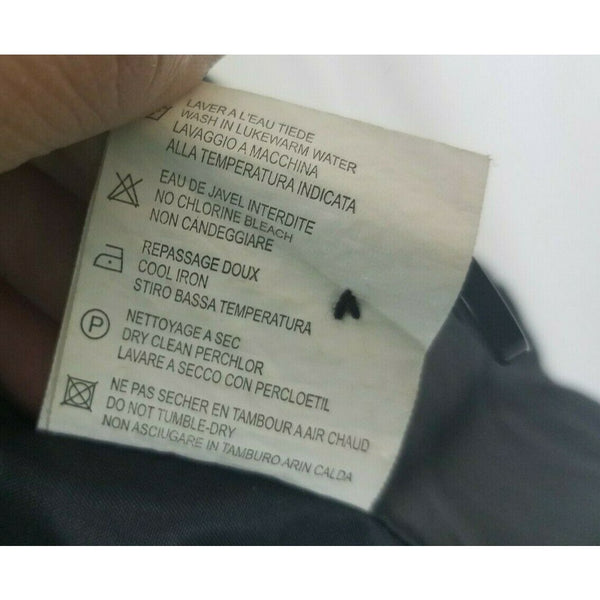 LAVER A L'EAU TIEDE
WASH IN LUKEWARM WATER
LAVAGGIO A MACCHINA
ALLA TEMPERATURA INDICATA
EAU DE JAVEL INTERDITE
NO CHLORINE BLEACH
NON CANDEGGIARE
REPASSAGE DOUX
COOL IRON
STIRO BASSA TEMPERATURA
P
NETTOYAGE A SEC
DRY CLEAN PERCHLOR
LAVARE A SECCO CON PERCLOETIL
NE PAS SECHER EN TAMBOUR A AIR CHAUD
DO NOT TUMBLE-DRY
NON ASCIUGARE IN TAMBURO ARIN CALDA